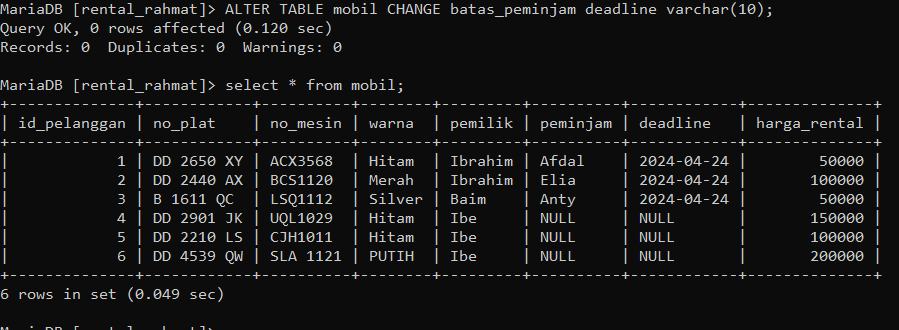 MariaDB [rental_rahmat]> ALTER TABLE mobil CHANGE batas_peminjam deadline varchar(10);
Query OK, 0 rows affected (0.120 sec)
Records: 0  Duplicates: 0  Warnings: 0

MariaDB [rental_rahmat]> select * from mobil;
+--------------+------------+----------+--------+---------+----------+------------+--------------+
| id_pelanggan | no_plat    | no_mesin | warna  | pemilik | peminjam | deadline   | harga_rental |
+--------------+------------+----------+--------+---------+----------+------------+--------------+
|            1 | DD 2650 XY | ACX3568  | Hitam  | Ibrahim | Afdal    | 2024-04-24 |        50000 |
|            2 | DD 2440 AX | BCS1120  | Merah  | Ibrahim | Elia     | 2024-04-24 |       100000 |
|            3 | B 1611 QC  | LSQ1112  | Silver | Baim    | Anty     | 2024-04-24 |        50000 |
|            4 | DD 2901 JK | UQL1029  | Hitam  | Ibe     | NULL     | NULL       |       150000 |
|            5 | DD 2210 LS | CJH1011  | Hitam  | Ibe     | NULL     | NULL       |       100000 |
|            6 | DD 4539 QW | SLA 1121 | PUTIH  | Ibe     | NULL     | NULL       |       200000 |
+--------------+------------+----------+--------+---------+----------+------------+--------------+
6 rows in set (0.049 sec)

MariaDB [rental_rahmat]>